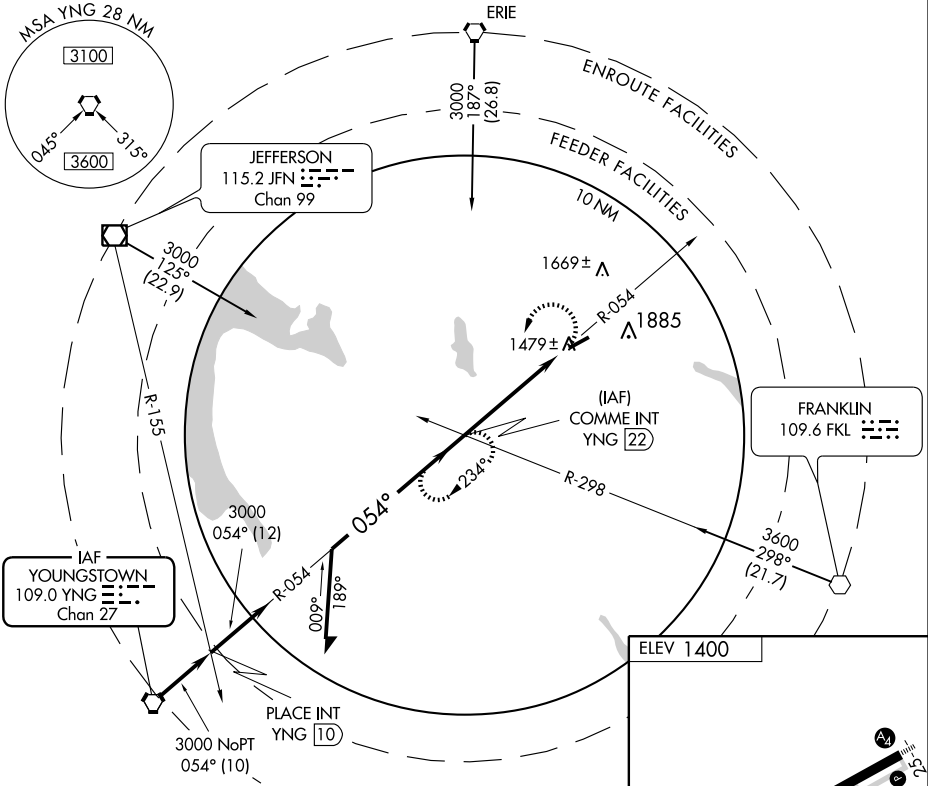 MSA YNG 28 NM
3100
045°
315°
3600
ERIE
3000
187°
(26.8)
ENROUTE FACILITIES
FEEDER FACILITIES
10 NM
JEFFERSON
115.2 JFN
Chan 99
3000
125°
(22.9)
1669±
R-054
1885
1479±
(IAF)
COMME INT
YNG 22
FRANKLIN
109.6 FKL
R-155
R-298
234°
054°
3000
054° (12)
3600
298°
(21.7)
IAF
YOUNGSTOWN
109.0 YNG
Chan 27
R-054
009°
189°
PLACE INT
YNG 10
3000 NoPT
054° (10)
ELEV 1400
A4
25
P